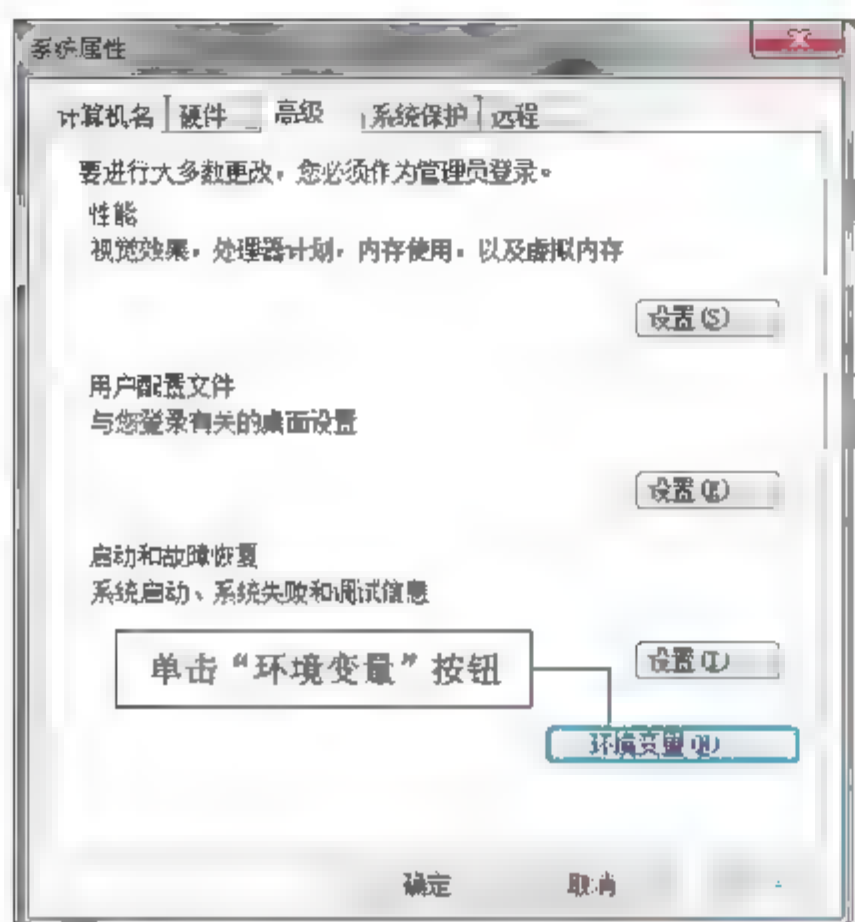 系统属性
计算机名 硬件 高级 系统保护 远程
要进行大多数更改，您必须作为管理员登录。
性能
视觉效果，处理器计划，内存使用，以及虚拟内存
设置(S)
用户配置文件
与您登录有关的桌面设置
设置(E)
启动和故障恢复
系统启动、系统失败和调试信息
单击“环境变量”按钮
设置(T)
环境变量(N)
确定 取消